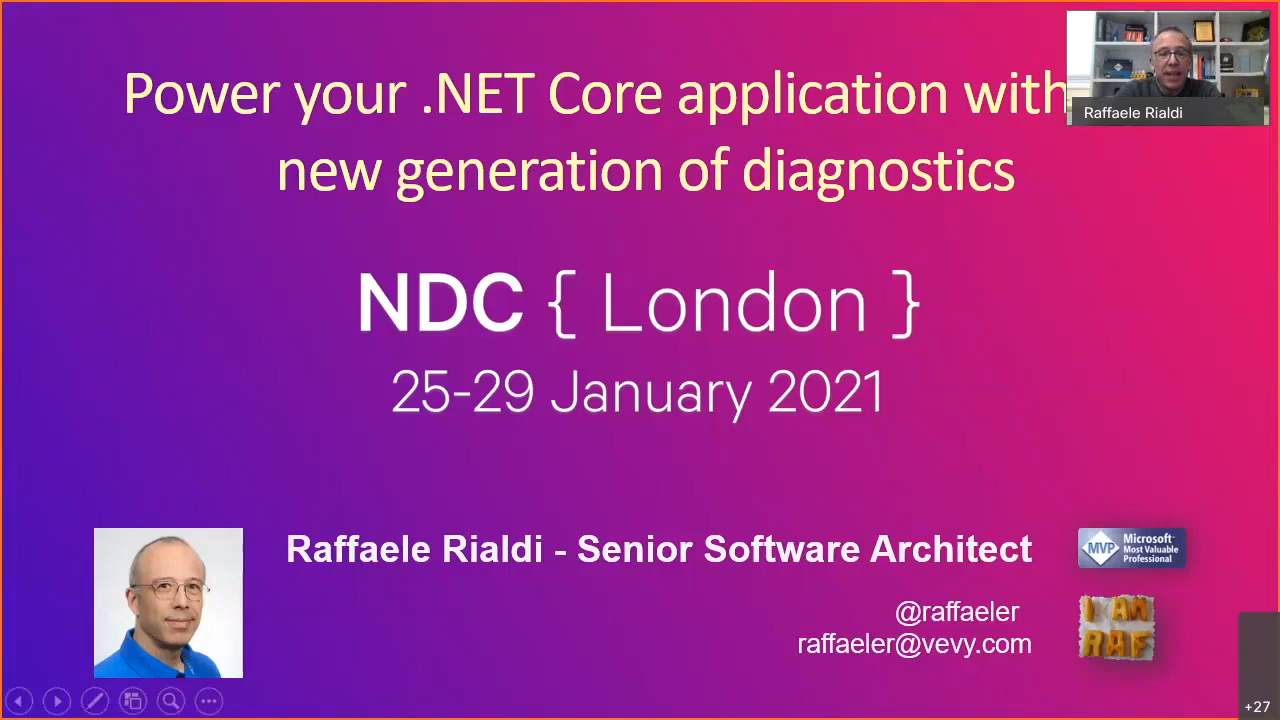 Power your .NET Core application with
new generation of diagnostics
Raffaele Rialdi
NDC { London }
25-29 January 2021
Raffaele Rialdi - Senior Software Architect
MVP
Microsoft
Most Valuable
Professional
@raffaeler
raffaeler@vevy.com
I AM
RAF
+27